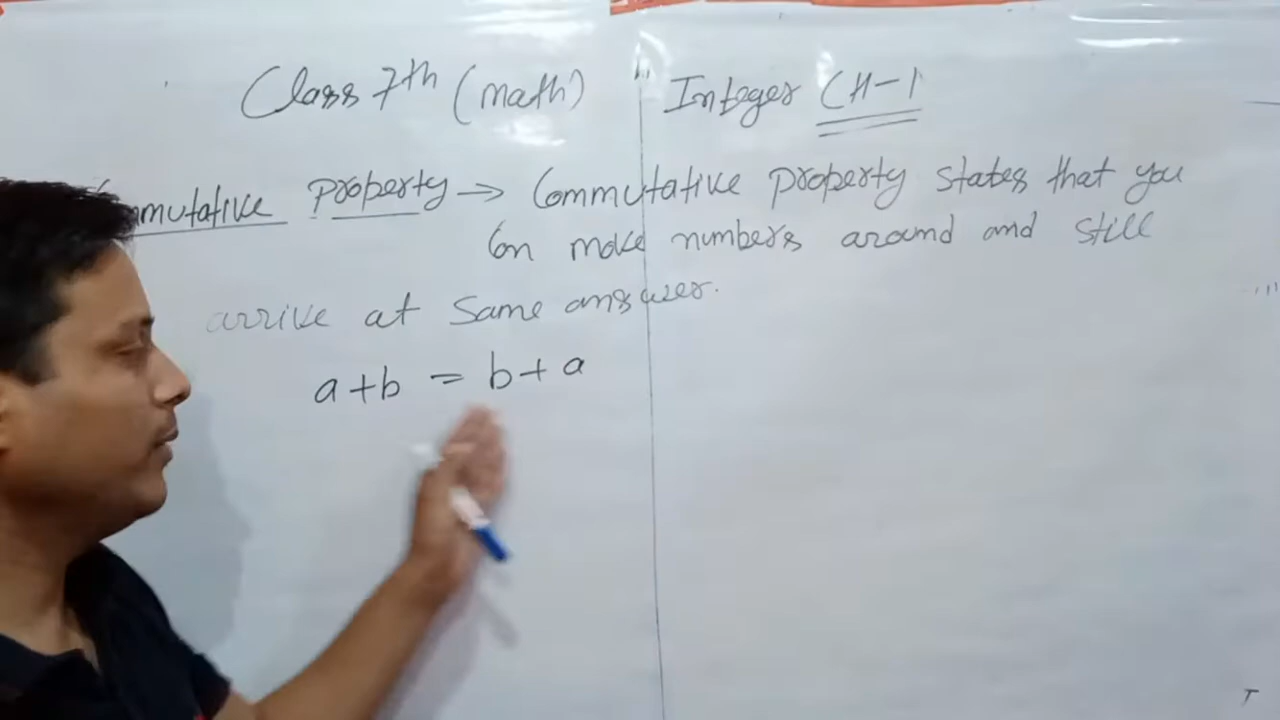 Class 7th (math) Integer CH-1
mmutative property → Commutative property states that you
Can move numbers around and still
arrive at Same answer.
a+b = b+a